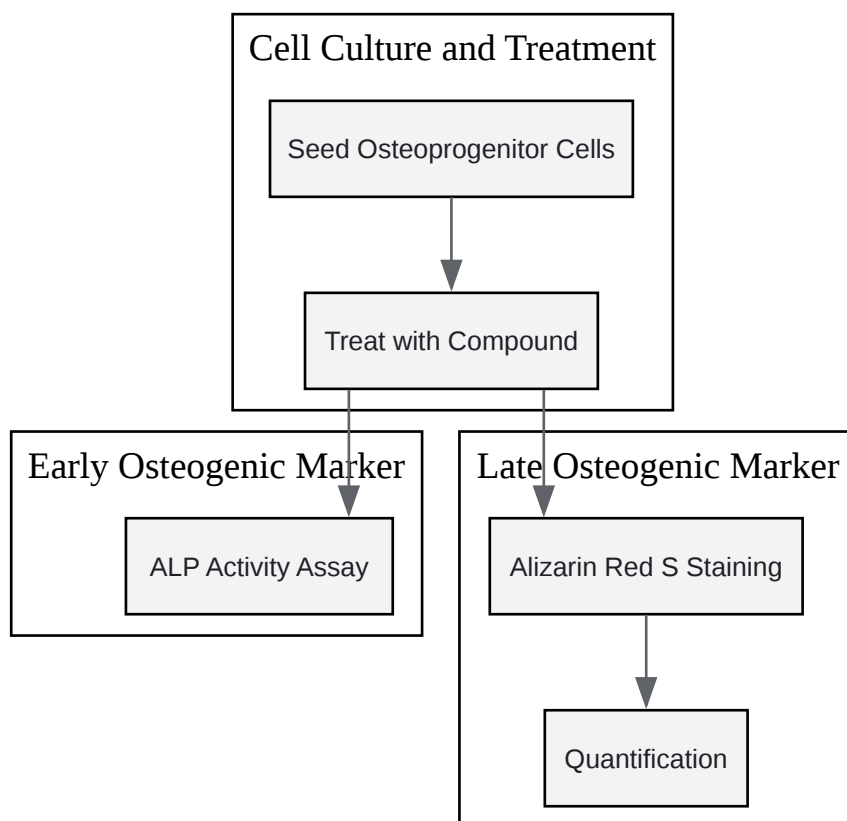 Cell Culture and Treatment
Seed Osteoprogenitor Cells
Treat with Compound
Early Osteogenic Marker
ALP Activity Assay
Late Osteogenic Marker
Alizarin Red S Staining
Quantification